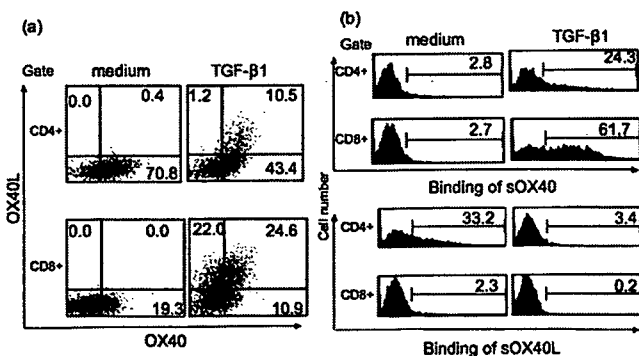 (a)
Gate
medium
TGF-β1
CD4+
0.0
0.4
70.8
1.2
10.5
43.4
CD8+
0.0
0.0
19.3
22.0
24.6
10.9
OX40L
OX40
(b)
Gate
medium
TGF-β1
CD4+
2.8
24.3
CD8+
2.7
61.7
Binding of sOX40
Cell number
CD4+
33.2
3.4
CD8+
2.3
0.2
Binding of sOX40L